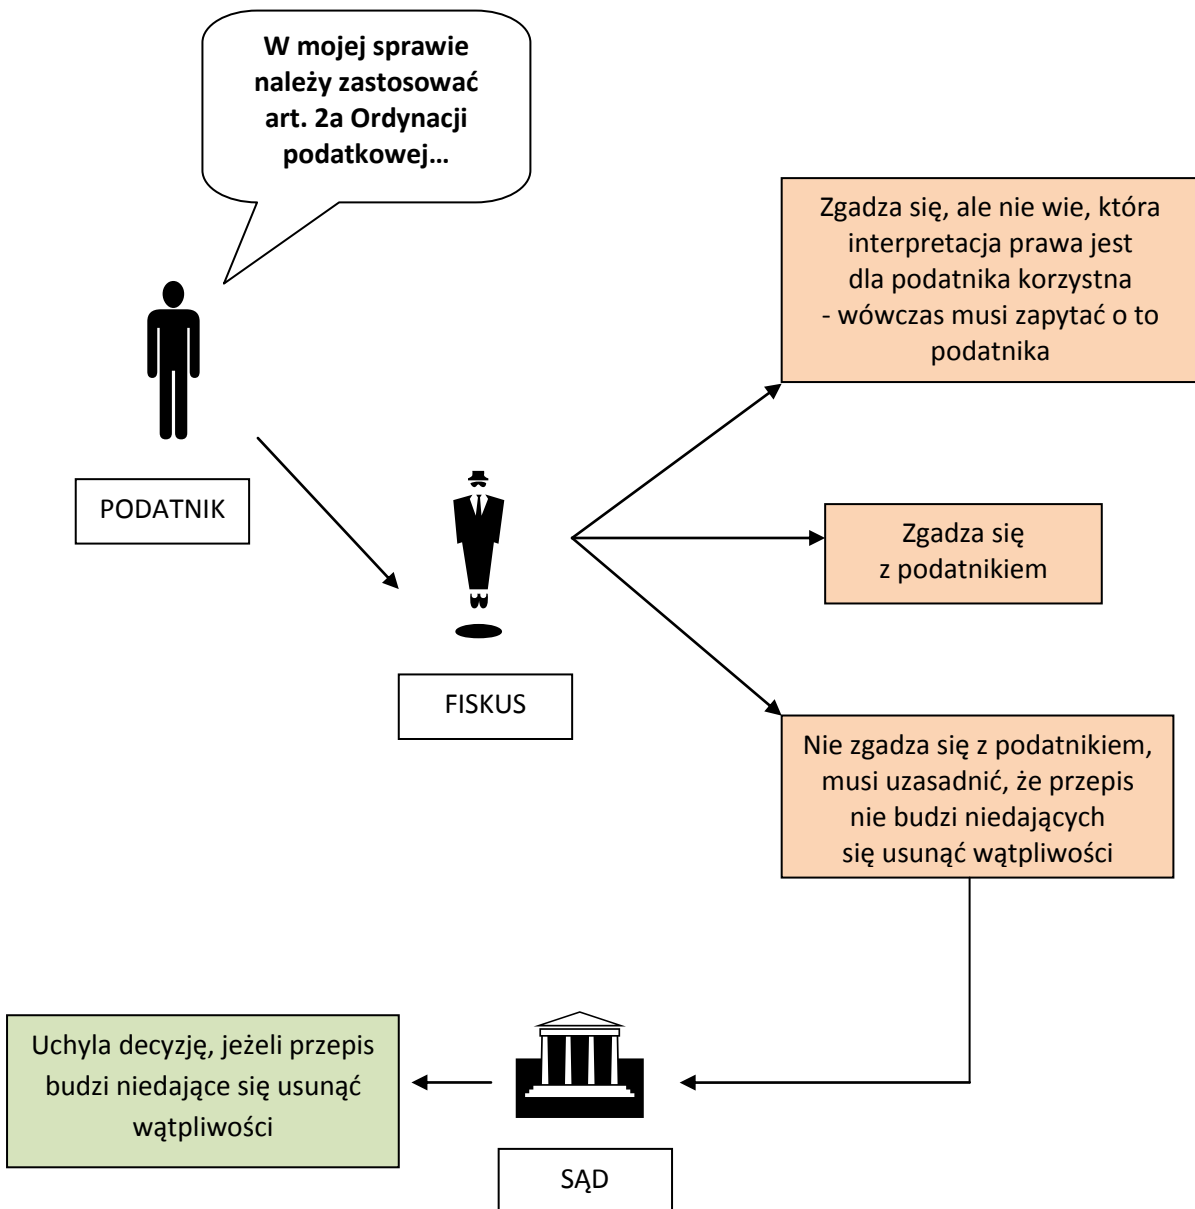 W mojej sprawie
należy zastosować
art. 2a Ordynacji
podatkowej…
PODATNIK
FISKUS
Zgadza się, ale nie wie, która
interpretacja prawa jest
dla podatnika korzystna
- wówczas musi zapytać o to
podatnika
Zgadza się
z podatnikiem
Nie zgadza się z podatnikiem,
musi uzasadnić, że przepis
nie budzi niedających
się usunąć wątpliwości
SĄD
Uchyla decyzję, jeżeli przepis
budzi niedające się usunąć
wątpliwości